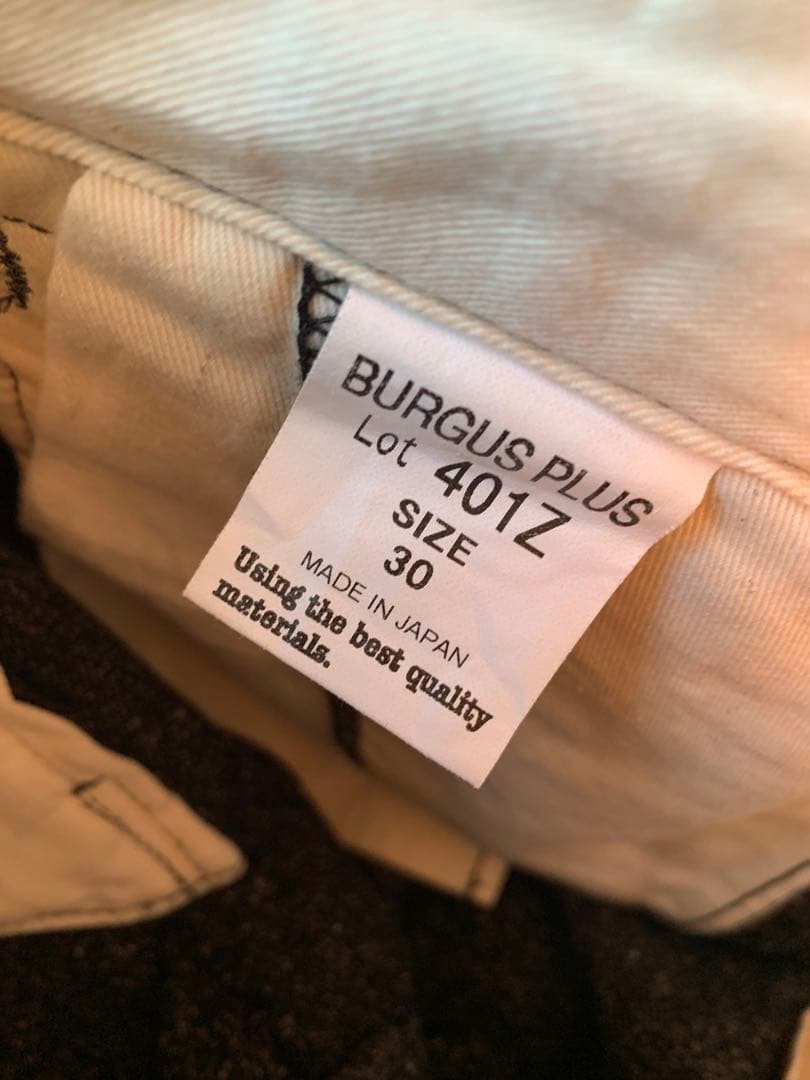 BURGUS PLUS
Lot 401Z
SIZE
30
MADE IN JAPAN
Using the best quality
materials.